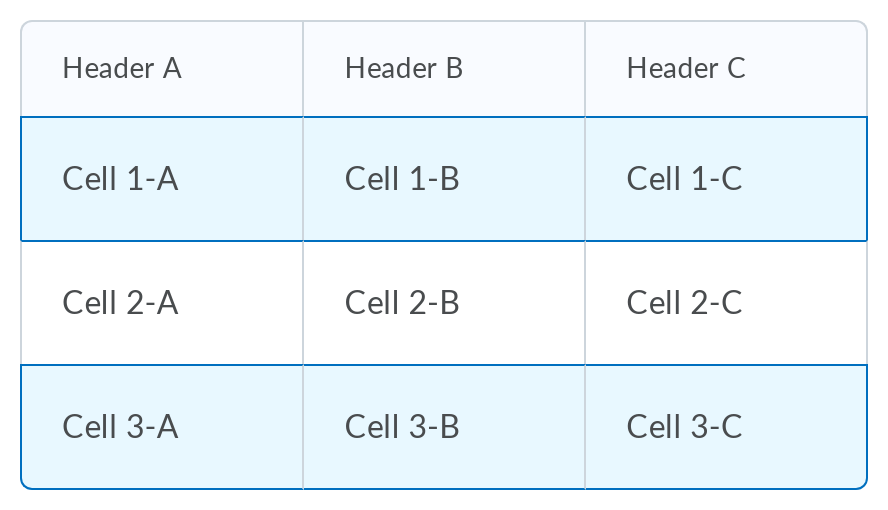 Header A Header B Header C
Cell 1-A Cell 1-B Cell 1-C
Cell 2-A Cell 2-B Cell 2-C
Cell 3-A Cell 3-B Cell 3-C